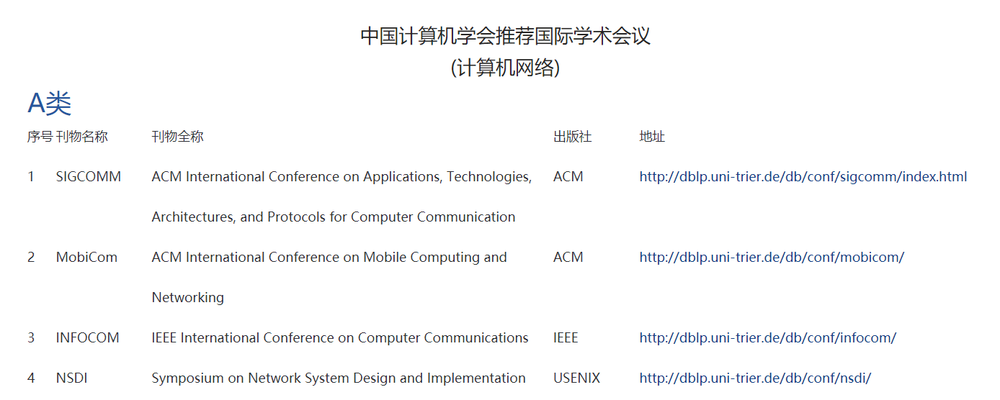 中国计算机学会推荐国际学术会议
(计算机网络)
A类
序号 刊物名称 刊物全称 出版社 地址
1 SIGCOMM ACM International Conference on Applications, Technologies, ACM http://dblp.uni-trier.de/db/conf/sigcomm/index.html
Architectures, and Protocols for Computer Communication
2 MobiCom ACM International Conference on Mobile Computing and ACM http://dblp.uni-trier.de/db/conf/mobicom/
Networking
3 INFOCOM IEEE International Conference on Computer Communications IEEE http://dblp.uni-trier.de/db/conf/infocom/
4 NSDI Symposium on Network System Design and Implementation USENIX http://dblp.uni-trier.de/db/conf/nsdi/